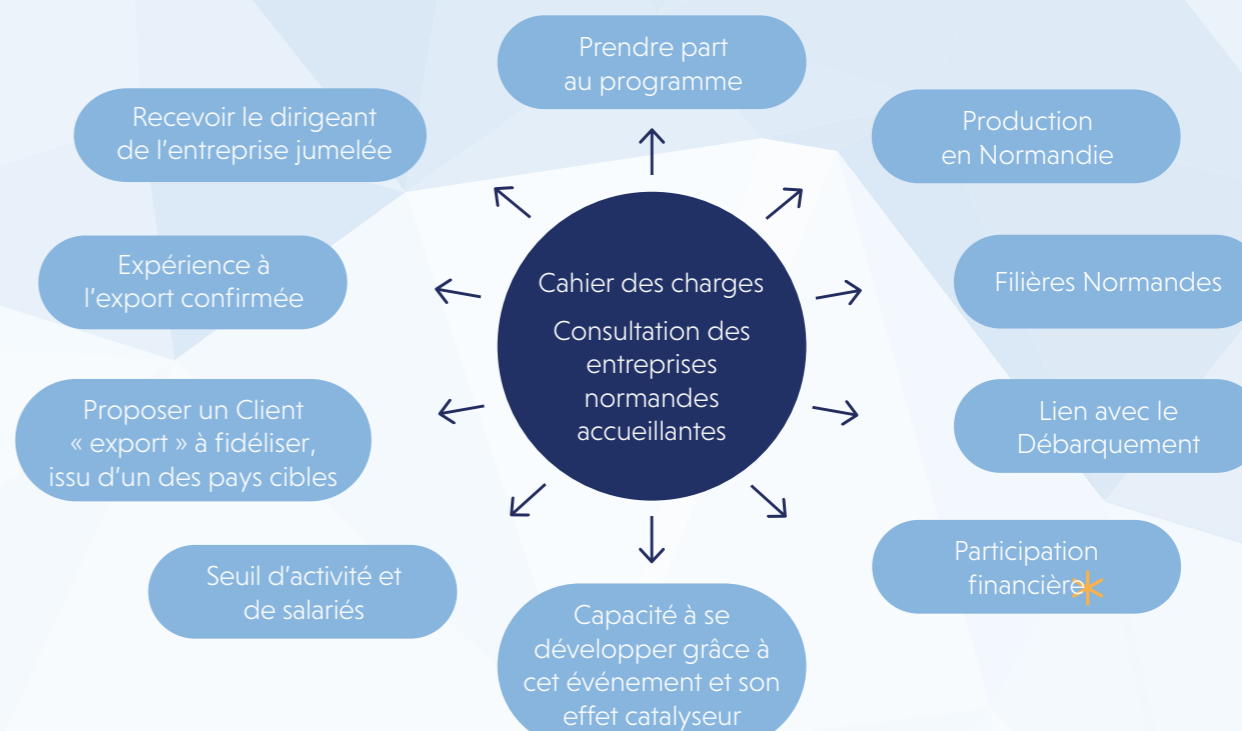 Prendre part
au programme
Recevoir le dirigeant
de l'entreprise jumelée
Production
en Normandie
Expérience à
l'export confirmée
Filières Normandes
Cahier des charges
Consultation des
entreprises
normandes
accueillantes
Proposer un Client
« export » à fidéliser,
issu d'un des pays cibles
Lien avec le
Débarquement
Seuil d'activité et
de salariés
Participation
financière*
Capacité à se
développer grâce à
cet événement et son
effet catalyseur